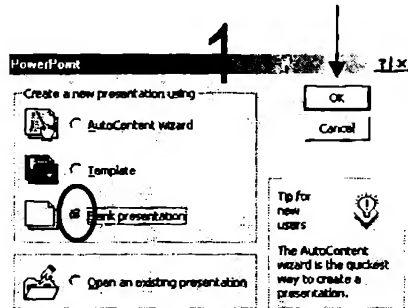 1
PowerPoint
? ×
Create a new presentation using
AutoContent wizard
Template
Blank presentation
Open an existing presentation
OK
Cancel
Tip for
new
users
The AutoContent
wizard is the quickest
way to create a
presentation.